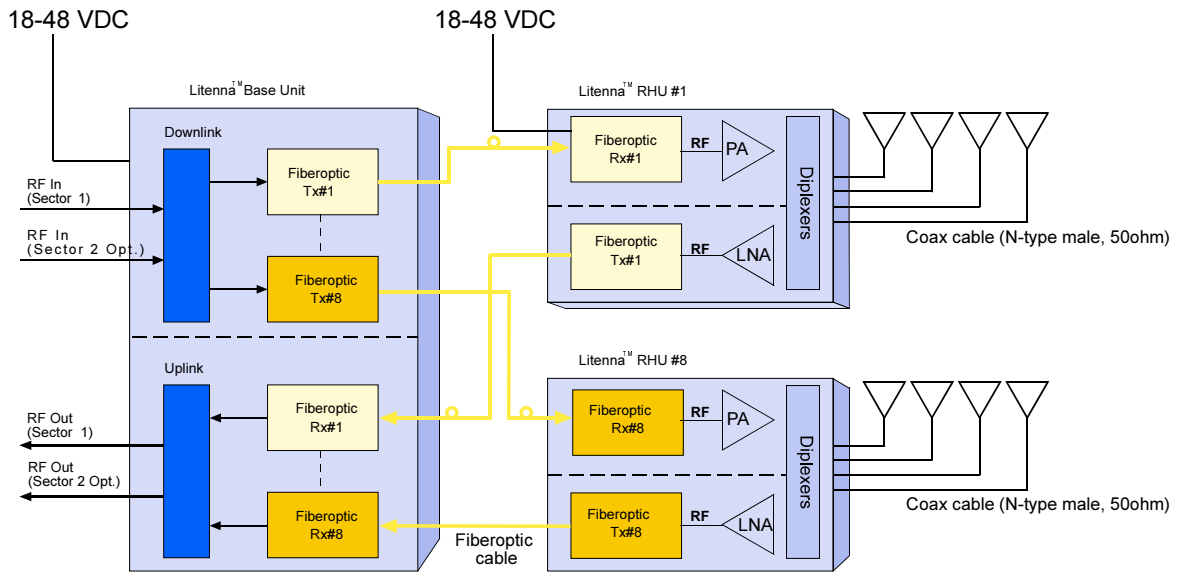 18-48 VDC
18-48 VDC
Litenna™ Base Unit
Downlink
RF In
(Sector 1)
RF In
(Sector 2 Opt.)
Fiberoptic
Tx#1
Fiberoptic
Tx#8
Uplink
RF Out
(Sector 1)
RF Out
(Sector 2 Opt.)
Fiberoptic
Rx#1
Fiberoptic
Rx#8
Fiberoptic
cable
Litenna™ RHU #1
Fiberoptic
Rx#1
RF
PA
Fiberoptic
Tx#1
RF
LNA
Diplexers
Coax cable (N-type male, 50ohm)
Litenna™ RHU #8
Fiberoptic
Rx#8
RF
PA
Fiberoptic
Tx#8
RF
LNA
Diplexers
Coax cable (N-type male, 50ohm)